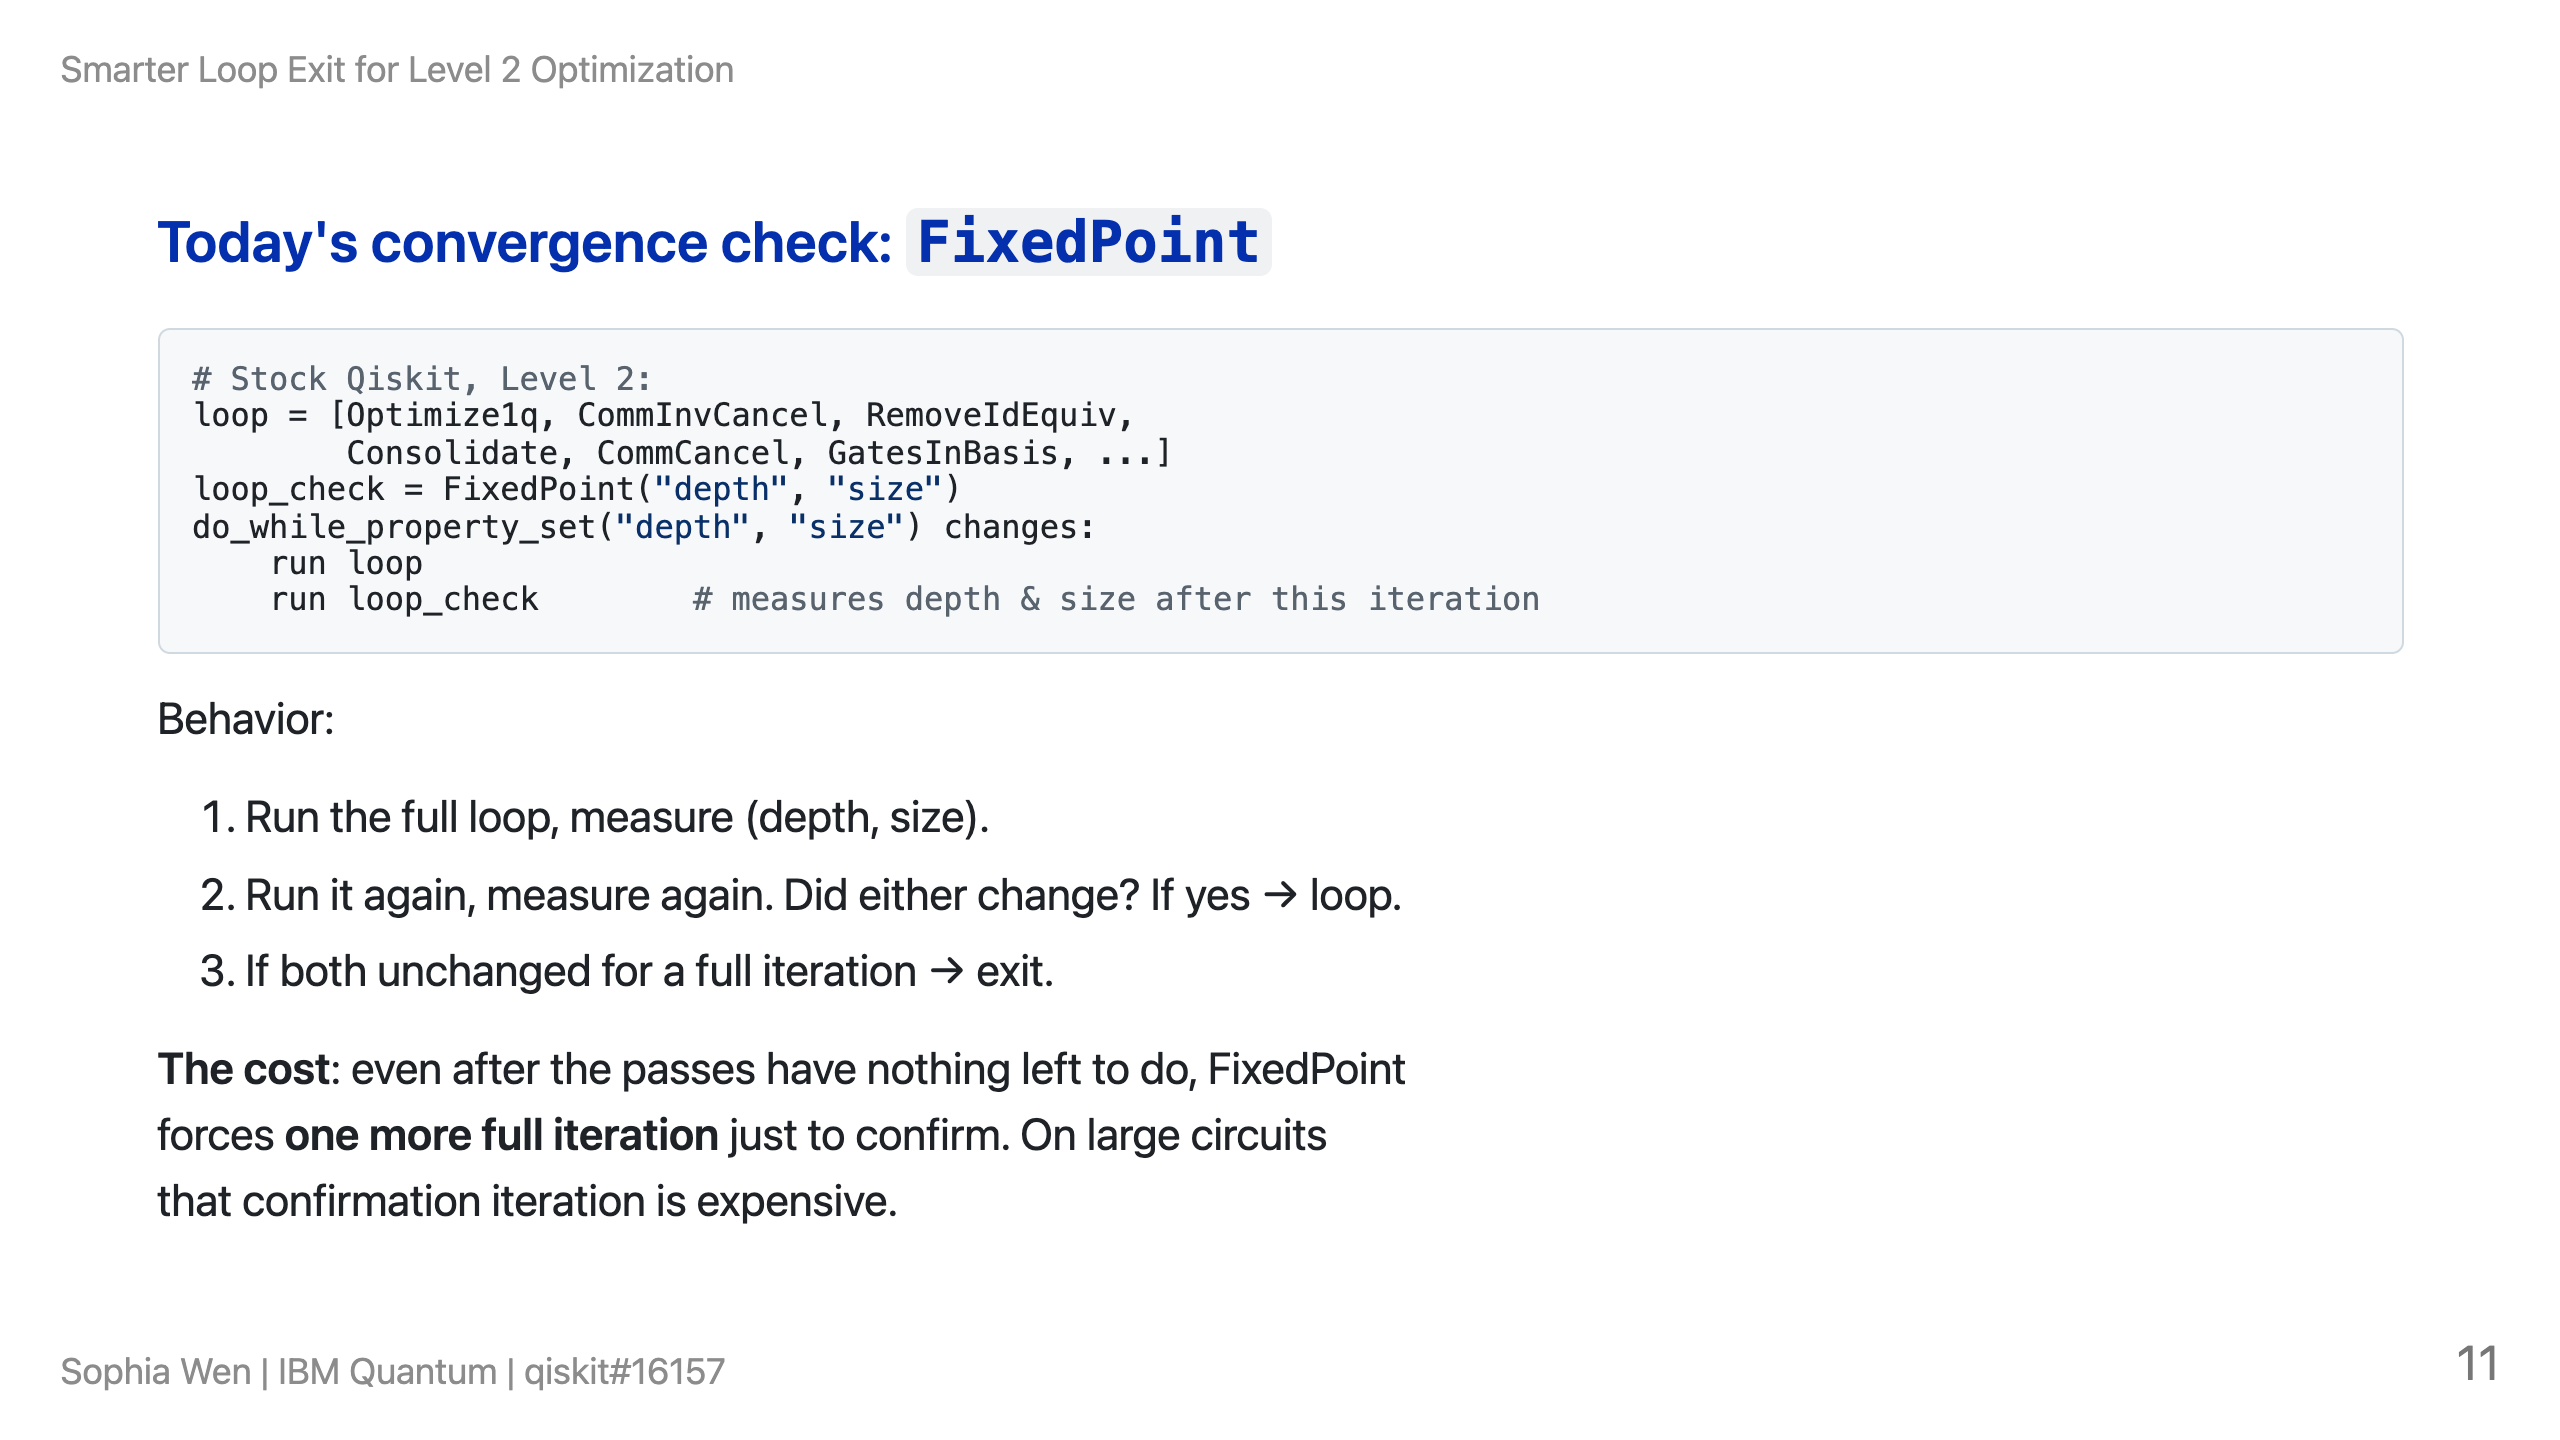 Smarter Loop Exit for Level 2 Optimization
Today's convergence check: FixedPoint
# Stock Qiskit, Level 2:
loop = [Optimize1q, CommInvCancel, RemoveIdEquiv,
        Consolidate, CommCancel, GatesInBasis, ...]
loop_check = FixedPoint("depth", "size")
do_while_property_set("depth", "size") changes:
    run loop
    run loop_check        # measures depth & size after this iteration
Behavior:
1. Run the full loop, measure (depth, size).
2. Run it again, measure again. Did either change? If yes → loop.
3. If both unchanged for a full iteration → exit.
The cost: even after the passes have nothing left to do, FixedPoint
forces one more full iteration just to confirm. On large circuits
that confirmation iteration is expensive.
Sophia Wen | IBM Quantum | qiskit#16157
11